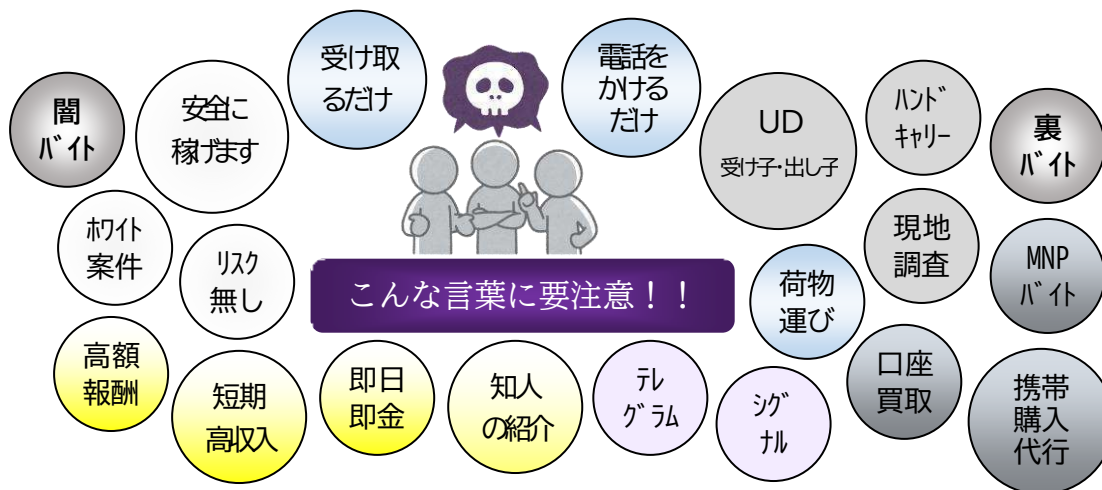 闇
ﾊﾞｲﾄ
安全に
稼げます
受け取
るだけ
電話を
かける
だけ
UD
受け子・出し子
ﾊﾝﾄﾞ
ｷｬﾘｰ
裏
ﾊﾞｲﾄ
ﾎﾜｲﾄ
案件
ﾘｽｸ
無し
こんな言葉に要注意！！
荷物
運び
現地
調査
MNP
ﾊﾞｲﾄ
高額
報酬
短期
高収入
即日
即金
知人
の紹介
ﾃﾚ
ｸﾞﾗﾑ
ｼｸﾞ
ﾅﾙ
口座
買取
携帯
購入
代行